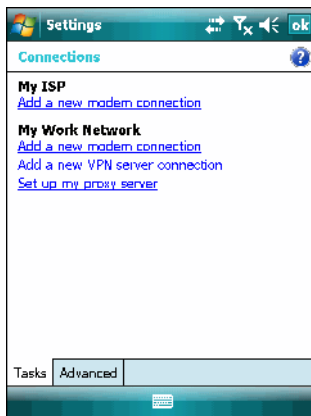 Settings
ok
Connections
?
My ISP
Add a new modem connection
My Work Network
Add a new modem connection
Add a new VPN server connection
Set up my proxy server
Tasks
Advanced